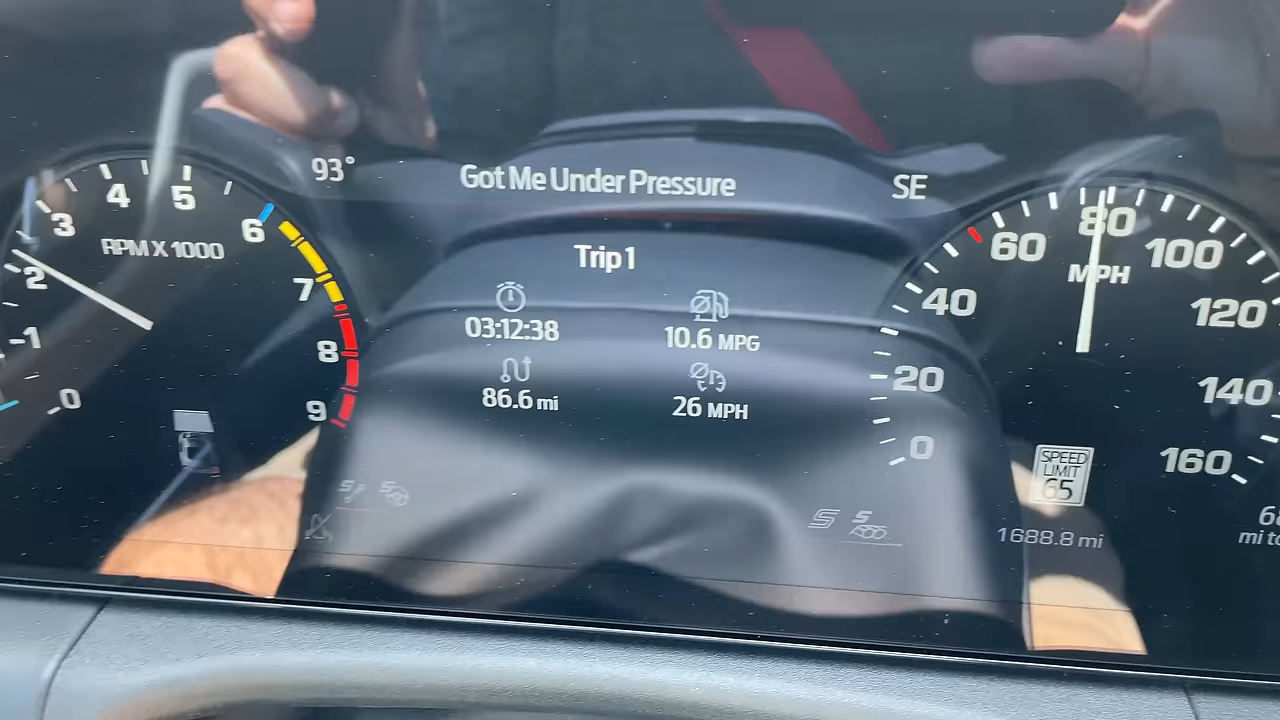 93°
Got Me Under Pressure
SE
0
1
2
3
4
5
6
7
8
9
RPM X 1000
Trip 1
03:12:38
10.6 MPG
86.6 mi
26 MPH
0
20
40
60
80
100
120
140
160
MPH
SPEED
LIMIT
65
1688.8 mi